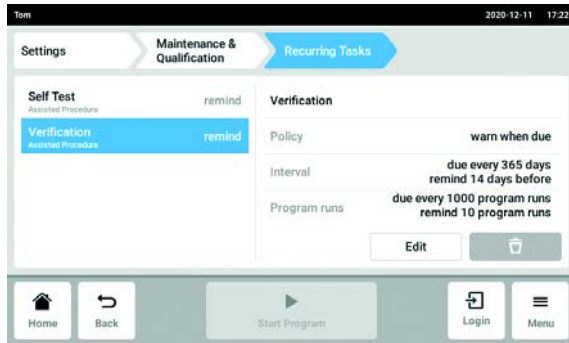 Tom 2020-12-11 17:22
Settings
Maintenance &
Qualification
Recurring Tasks
Self Test remind
Assisted Procedure
Verification remind
Assisted Procedure
Verification
Policy warn when due
Interval due every 365 days
remind 14 days before
Program runs due every 1000 program runs
remind 10 program runs
Edit
Home
Back
Start Program
Login
Menu